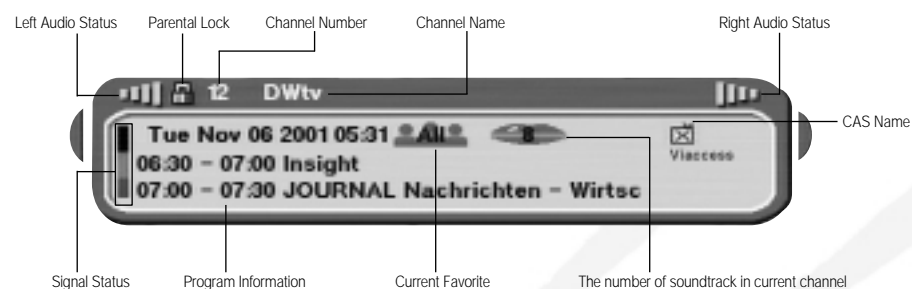 Left Audio Status Parental Lock Channel Number Channel Name Right Audio Status
12 DWtv
CAS Name
Tue Nov 06 2001 05:31 All 8
Viaccess
06:30 - 07:00 Insight
07:00 - 07:30 JOURNAL Nachrichten - Wirtsc
Signal Status Program Information Current Favorite The number of soundtrack in current channel